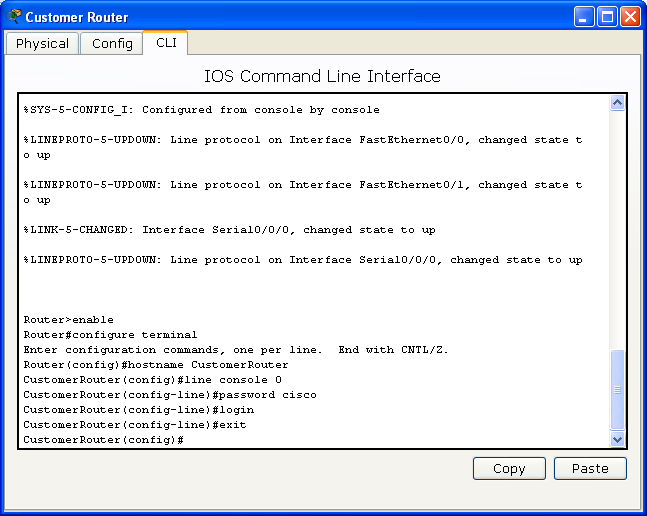 Customer Router
Physical Config CLI
IOS Command Line Interface
%SYS-5-CONFIG_I: Configured from console by console
%LINEPROTO-5-UPDOWN: Line protocol on Interface FastEthernet0/0, changed state t
o up
%LINEPROTO-5-UPDOWN: Line protocol on Interface FastEthernet0/1, changed state t
o up
%LINK-5-CHANGED: Interface Serial0/0/0, changed state to up
%LINEPROTO-5-UPDOWN: Line protocol on Interface Serial0/0/0, changed state to up
Router>enable
Router#configure terminal
Enter configuration commands, one per line.  End with CNTL/Z.
Router(config)#hostname CustomerRouter
CustomerRouter(config)#line console 0
CustomerRouter(config-line)#password cisco
CustomerRouter(config-line)#login
CustomerRouter(config-line)#exit
CustomerRouter(config)#
Copy Paste